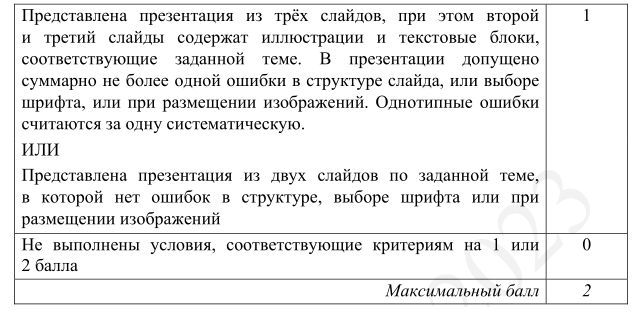 Представлена презентация из трёх слайдов, при этом второй 1
и третий слайды содержат иллюстрации и текстовые блоки,
соответствующие заданной теме. В презентации допущено
суммарно не более одной ошибки в структуре слайда, или выборе
шрифта, или при размещении изображений. Однотипные ошибки
считаются за одну систематическую.
ИЛИ
Представлена презентация из двух слайдов по заданной теме,
в которой нет ошибок в структуре, выборе шрифта или при
размещении изображений
Не выполнены условия, соответствующие критериям на 1 или 0
2 балла
Максимальный балл 2
2023